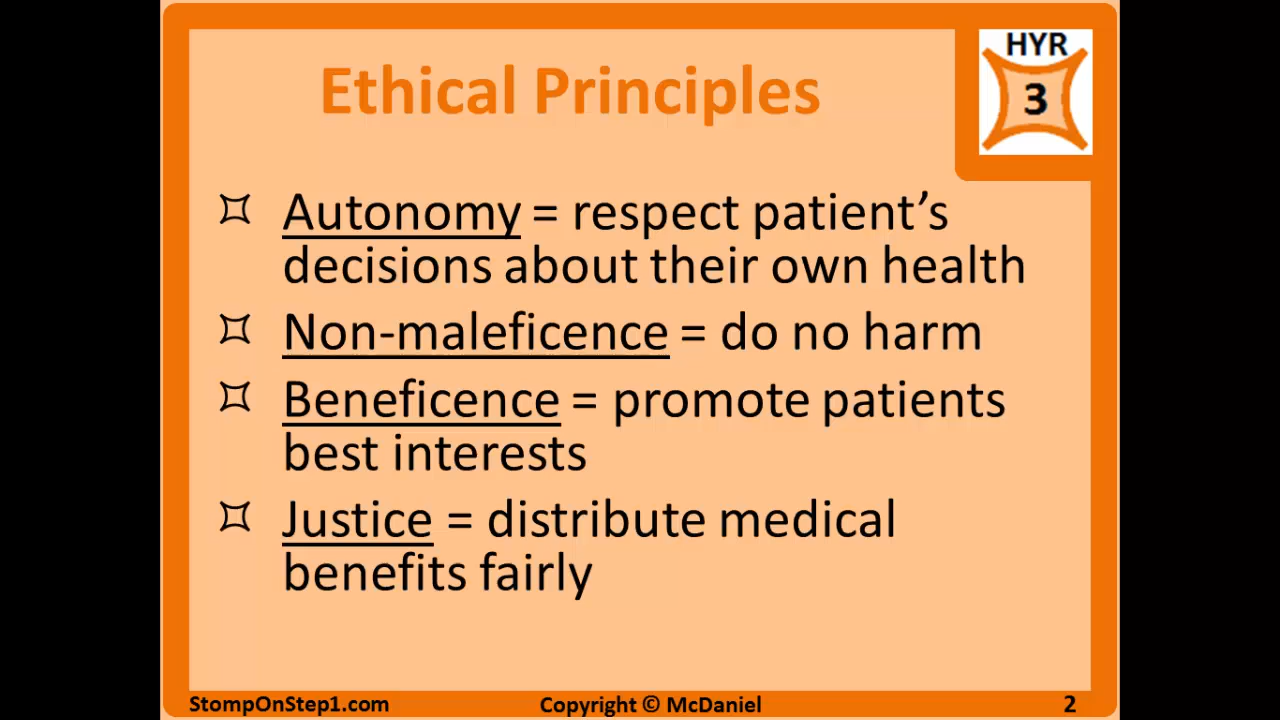 HYR
3
Ethical Principles
Autonomy = respect patient’s
decisions about their own health
Non-maleficence = do no harm
Beneficence = promote patients
best interests
Justice = distribute medical
benefits fairly
StompOnStep1.com Copyright © McDaniel 2